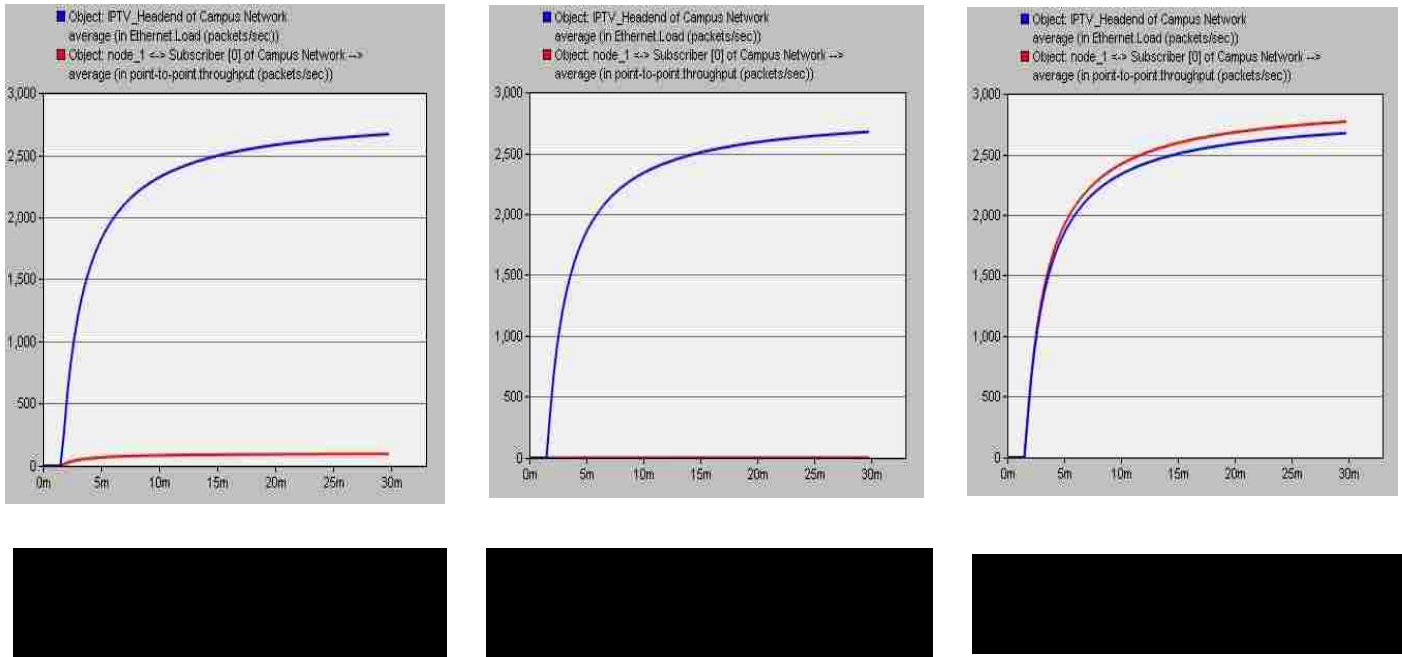 Object: IPTV_Headend of Campus Network
average (in Ethernet.Load (packets/sec))
Object: node_1 <-> Subscriber [0] of Campus Network -->
average (in point-to-point.throughput (packets/sec))
3,000
2,500
2,000
1,500
1,000
500
0
0m 5m 10m 15m 20m 25m 30m
Object: IPTV_Headend of Campus Network
average (in Ethernet.Load (packets/sec))
Object: node_1 <-> Subscriber [0] of Campus Network -->
average (in point-to-point.throughput (packets/sec))
3,000
2,500
2,000
1,500
1,000
500
0
0m 5m 10m 15m 20m 25m 30m
Object: IPTV_Headend of Campus Network
average (in Ethernet.Load (packets/sec))
Object: node_1 <-> Subscriber [0] of Campus Network -->
average (in point-to-point.throughput (packets/sec))
3,000
2,500
2,000
1,500
1,000
500
0
0m 5m 10m 15m 20m 25m 30m